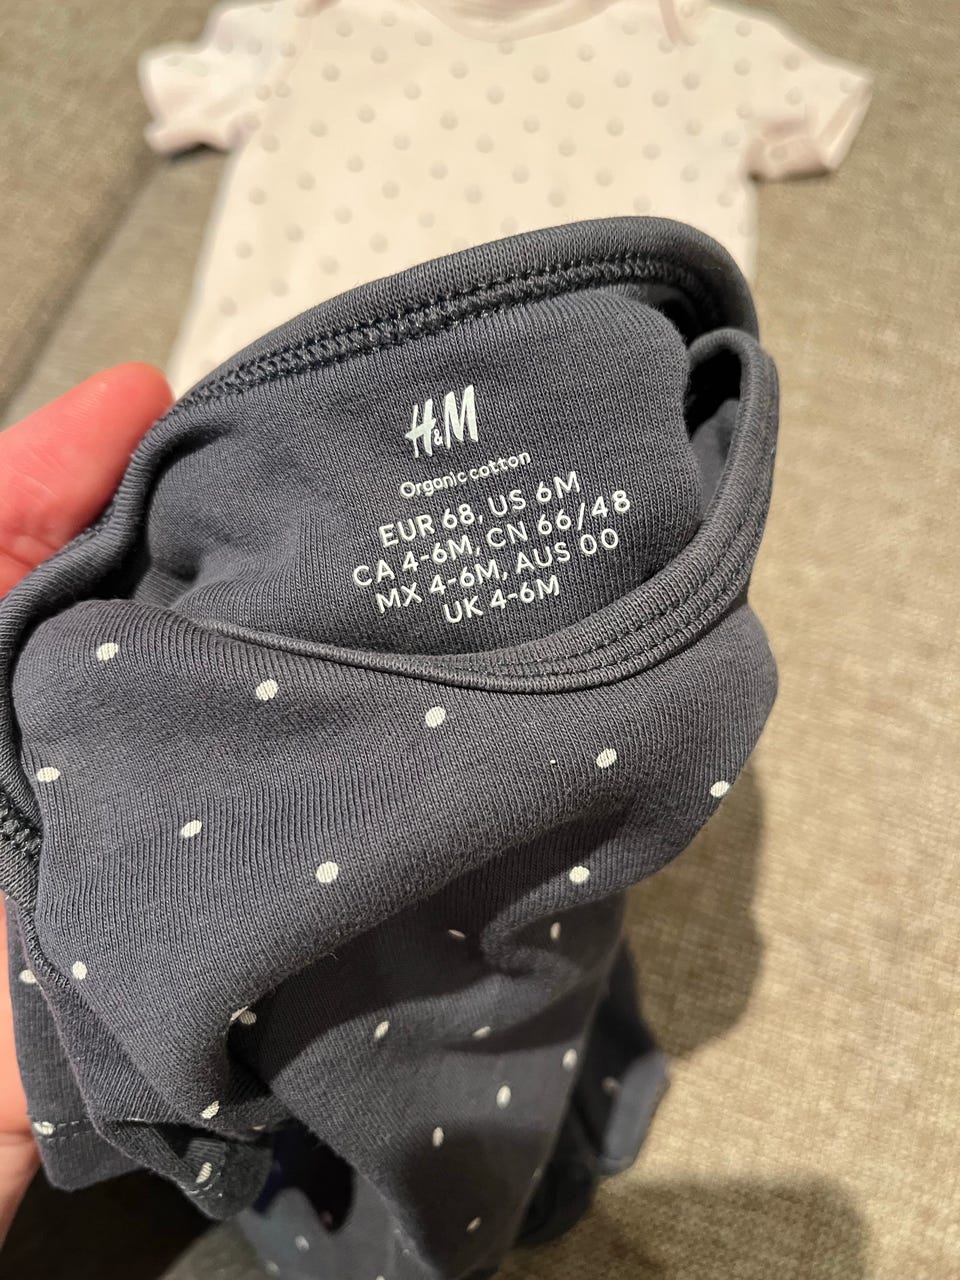 H&M
Organic cotton
EUR 68, US 6M
CA 4-6M, CN 66/48
MX 4-6M, AUS 00
UK 4-6M